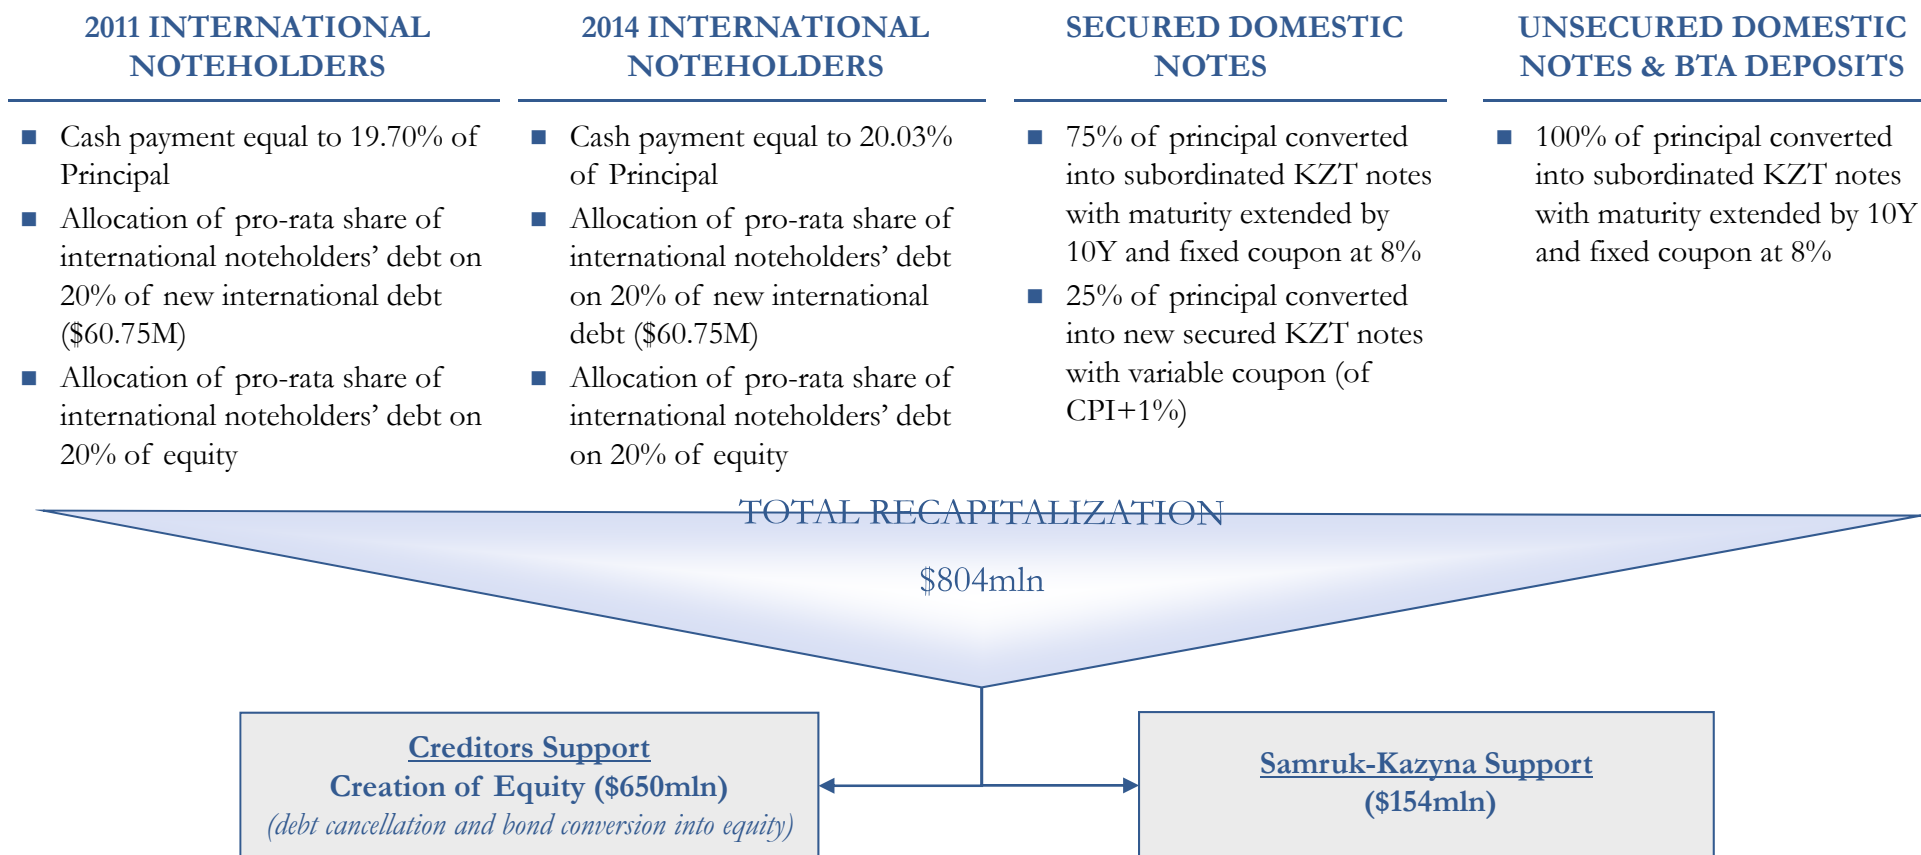 2011 INTERNATIONAL
NOTEHOLDERS
■ Cash payment equal to 19.70% of
Principal
■ Allocation of pro-rata share of
international noteholders’ debt on
20% of new international debt
($60.75M)
■ Allocation of pro-rata share of
international noteholders’ debt on
20% of equity
2014 INTERNATIONAL
NOTEHOLDERS
■ Cash payment equal to 20.03%
of Principal
■ Allocation of pro-rata share of
international noteholders’ debt
on 20% of new international
debt ($60.75M)
■ Allocation of pro-rata share of
international noteholders’ debt
on 20% of equity
SECURED DOMESTIC
NOTES
■ 75% of principal converted
into subordinated KZT notes
with maturity extended by
10Y and fixed coupon at 8%
■ 25% of principal converted
into new secured KZT notes
with variable coupon (of
CPI+1%)
UNSECURED DOMESTIC
NOTES & BTA DEPOSITS
■ 100% of principal converted
into subordinated KZT notes
with maturity extended by 10Y
and fixed coupon at 8%
TOTAL RECAPITALIZATION
$804mln
Creditors Support
Creation of Equity ($650mln)
(debt cancellation and bond conversion into equity)
Samruk-Kazyna Support
($154mln)